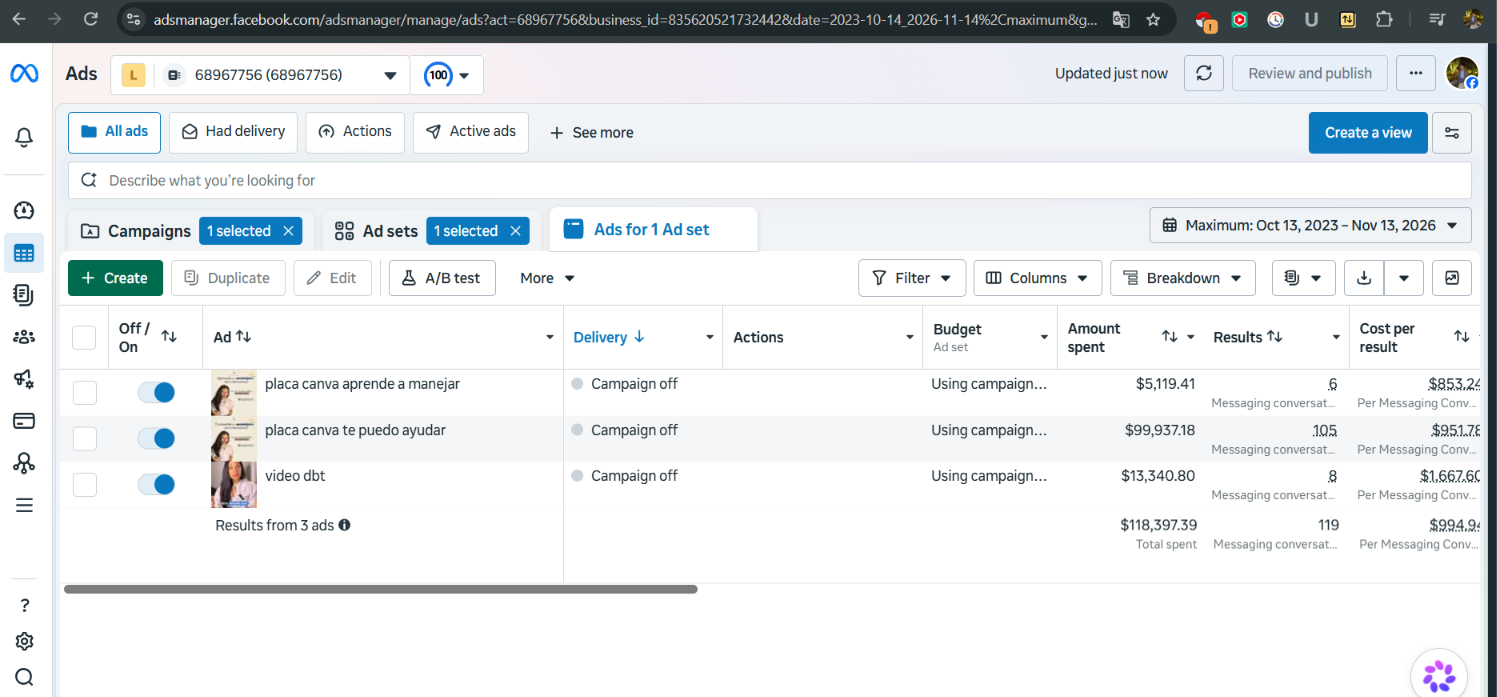 adsmanager.facebook.com/adsmanager/manage/ads?act=68967756&business_id=835620521732442&date=2023-10-14_2026-11-14%2Cmaximum&g...
Ads
L
68967756 (68967756)
100
Updated just now
Review and publish
All ads
Had delivery
Actions
Active ads
+ See more
Create a view
Describe what you're looking for
Campaigns
1 selected
Ad sets
1 selected
Ads for 1 Ad set
Maximum: Oct 13, 2023 – Nov 13, 2026
+ Create
Duplicate
Edit
A/B test
More
Filter
Columns
Breakdown
Off / On
Ad
Delivery
Actions
Budget
Ad set
Amount spent
Results
Cost per result
placa canva aprende a manejar
Campaign off
Using campaign...
$5,119.41
6
$853.24
Messaging conversat...
Per Messaging Conv...
placa canva te puedo ayudar
Campaign off
Using campaign...
$99,937.18
105
$951.78
Messaging conversat...
Per Messaging Conv...
video dbt
Campaign off
Using campaign...
$13,340.80
8
$1,667.60
Messaging conversat...
Per Messaging Conv...
Results from 3 ads
$118,397.39
119
$994.94
Total spent
Messaging conversat...
Per Messaging Conv...